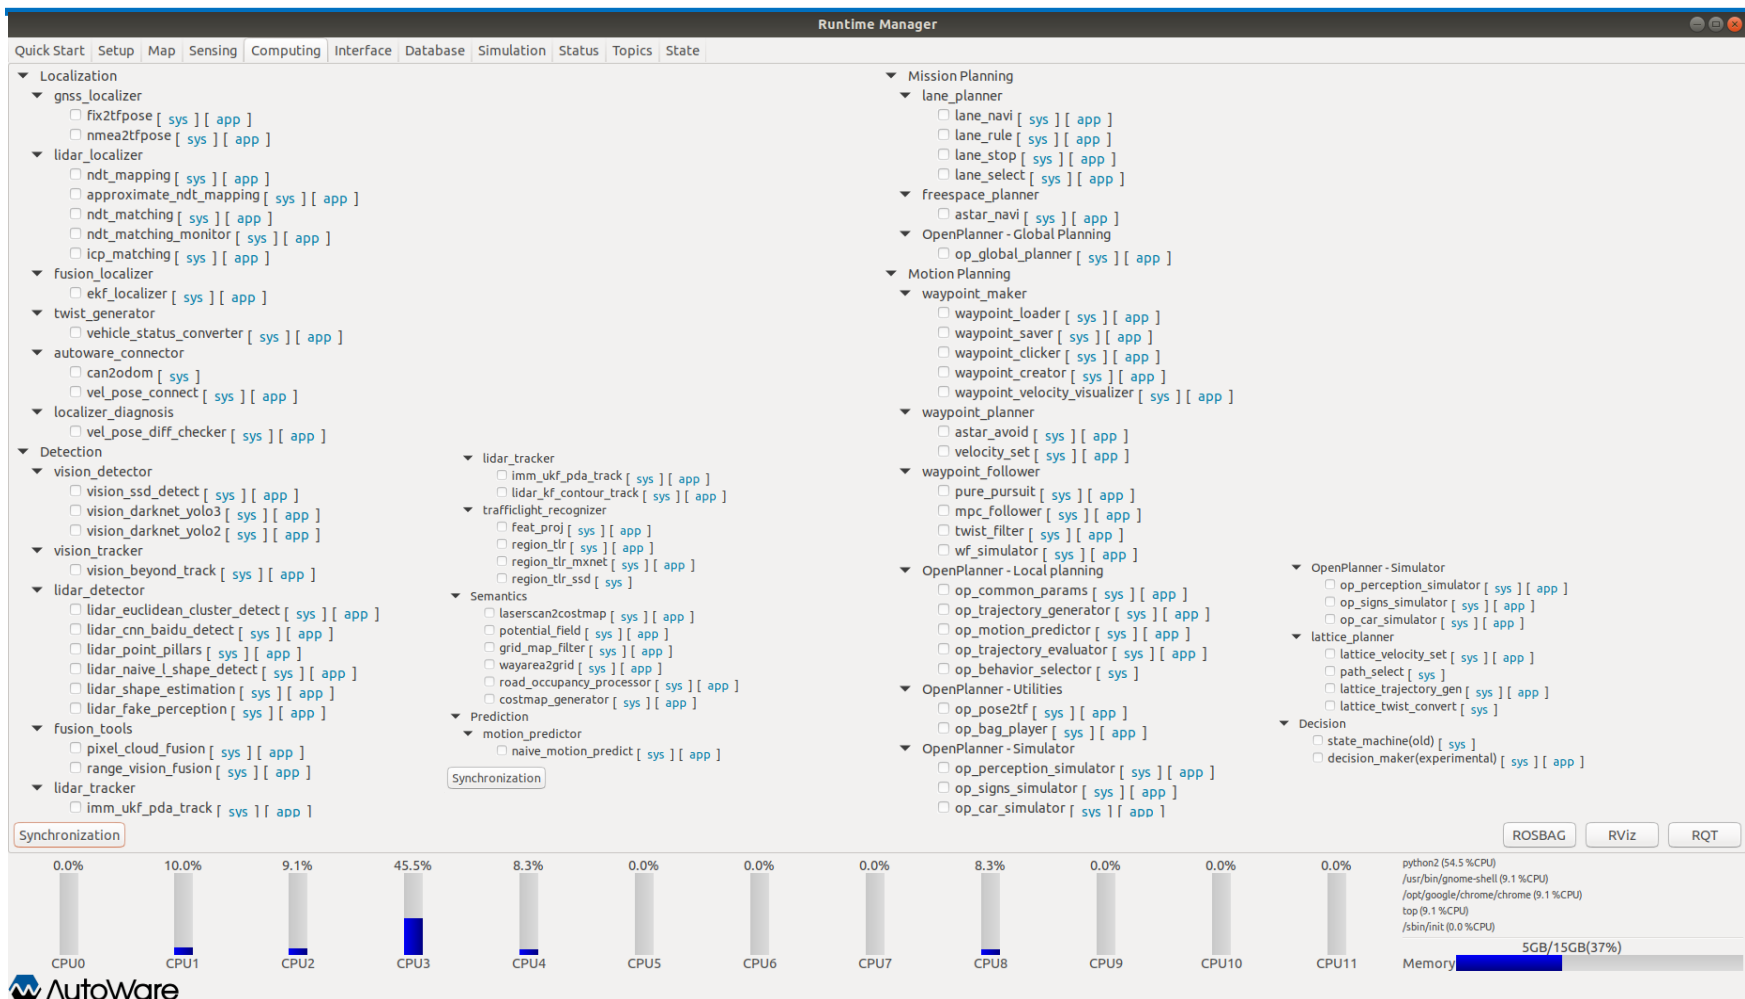 Runtime Manager
Quick Start Setup Map Sensing Computing Interface Database Simulation Status Topics State
Localization
gnss_localizer
fix2tfpose [ sys ] [ app ]
nmea2tfpose [ sys ] [ app ]
lidar_localizer
ndt_mapping [ sys ] [ app ]
approximate_ndt_mapping [ sys ] [ app ]
ndt_matching [ sys ] [ app ]
ndt_matching_monitor [ sys ] [ app ]
icp_matching [ sys ] [ app ]
fusion_localizer
ekf_localizer [ sys ] [ app ]
twist_generator
vehicle_status_converter [ sys ] [ app ]
autoware_connector
can2odom [ sys ]
vel_pose_connect [ sys ] [ app ]
localizer_diagnosis
vel_pose_diff_checker [ sys ] [ app ]
Detection
vision_detector
vision_ssd_detect [ sys ] [ app ]
vision_darknet_yolo3 [ sys ] [ app ]
vision_darknet_yolo2 [ sys ] [ app ]
vision_tracker
vision_beyond_track [ sys ] [ app ]
lidar_detector
lidar_euclidean_cluster_detect [ sys ] [ app ]
lidar_cnn_baidu_detect [ sys ] [ app ]
lidar_point_pillars [ sys ] [ app ]
lidar_naive_l_shape_detect [ sys ] [ app ]
lidar_shape_estimation [ sys ] [ app ]
lidar_fake_perception [ sys ] [ app ]
fusion_tools
pixel_cloud_fusion [ sys ] [ app ]
range_vision_fusion [ sys ] [ app ]
lidar_tracker
imm_ukf_pda_track [ sys ] [ app ]
lidar_tracker
imm_ukf_pda_track [ sys ] [ app ]
lidar_kf_contour_track [ sys ] [ app ]
trafficlight_recognizer
feat_proj [ sys ] [ app ]
region_tlr [ sys ] [ app ]
region_tlr_mxnet [ sys ] [ app ]
region_tlr_ssd [ sys ]
Semantics
laserscan2costmap [ sys ] [ app ]
potential_field [ sys ] [ app ]
grid_map_filter [ sys ] [ app ]
wayarea2grid [ sys ] [ app ]
road_occupancy_processor [ sys ] [ app ]
costmap_generator [ sys ] [ app ]
Prediction
motion_predictor
naive_motion_predict [ sys ] [ app ]
Synchronization
Mission Planning
lane_planner
lane_navi [ sys ] [ app ]
lane_rule [ sys ] [ app ]
lane_stop [ sys ] [ app ]
lane_select [ sys ] [ app ]
freespace_planner
astar_navi [ sys ] [ app ]
OpenPlanner - Global Planning
op_global_planner [ sys ] [ app ]
Motion Planning
waypoint_maker
waypoint_loader [ sys ] [ app ]
waypoint_saver [ sys ] [ app ]
waypoint_clicker [ sys ] [ app ]
waypoint_creator [ sys ] [ app ]
waypoint_velocity_visualizer [ sys ] [ app ]
waypoint_planner
astar_avoid [ sys ] [ app ]
velocity_set [ sys ] [ app ]
waypoint_follower
pure_pursuit [ sys ] [ app ]
mpc_follower [ sys ] [ app ]
twist_filter [ sys ] [ app ]
wf_simulator [ sys ] [ app ]
OpenPlanner - Local planning
op_common_params [ sys ] [ app ]
op_trajectory_generator [ sys ] [ app ]
op_motion_predictor [ sys ] [ app ]
op_trajectory_evaluator [ sys ] [ app ]
op_behavior_selector [ sys ]
OpenPlanner - Utilities
op_pose2tf [ sys ] [ app ]
op_bag_player [ sys ] [ app ]
OpenPlanner - Simulator
op_perception_simulator [ sys ] [ app ]
op_signs_simulator [ sys ] [ app ]
op_car_simulator [ sys ] [ app ]
OpenPlanner - Simulator
op_perception_simulator [ sys ] [ app ]
op_signs_simulator [ sys ] [ app ]
op_car_simulator [ sys ] [ app ]
lattice_planner
lattice_velocity_set [ sys ] [ app ]
path_select [ sys ]
lattice_trajectory_gen [ sys ] [ app ]
lattice_twist_convert [ sys ]
Decision
state_machine(old) [ sys ]
decision_maker(experimental) [ sys ] [ app ]
Synchronization ROSBAG RViz RQT
0.0% 10.0% 9.1% 45.5% 8.3% 0.0% 0.0% 0.0% 8.3% 0.0% 0.0% 0.0%
CPU0 CPU1 CPU2 CPU3 CPU4 CPU5 CPU6 CPU7 CPU8 CPU9 CPU10 CPU11
python2 (54.5 %CPU)
/usr/bin/gnome-shell (9.1 %CPU)
/opt/google/chrome/chrome (9.1 %CPU)
top (9.1 %CPU)
/sbin/init (0.0 %CPU)
5GB/15GB(37%)
Memory
AutoWare